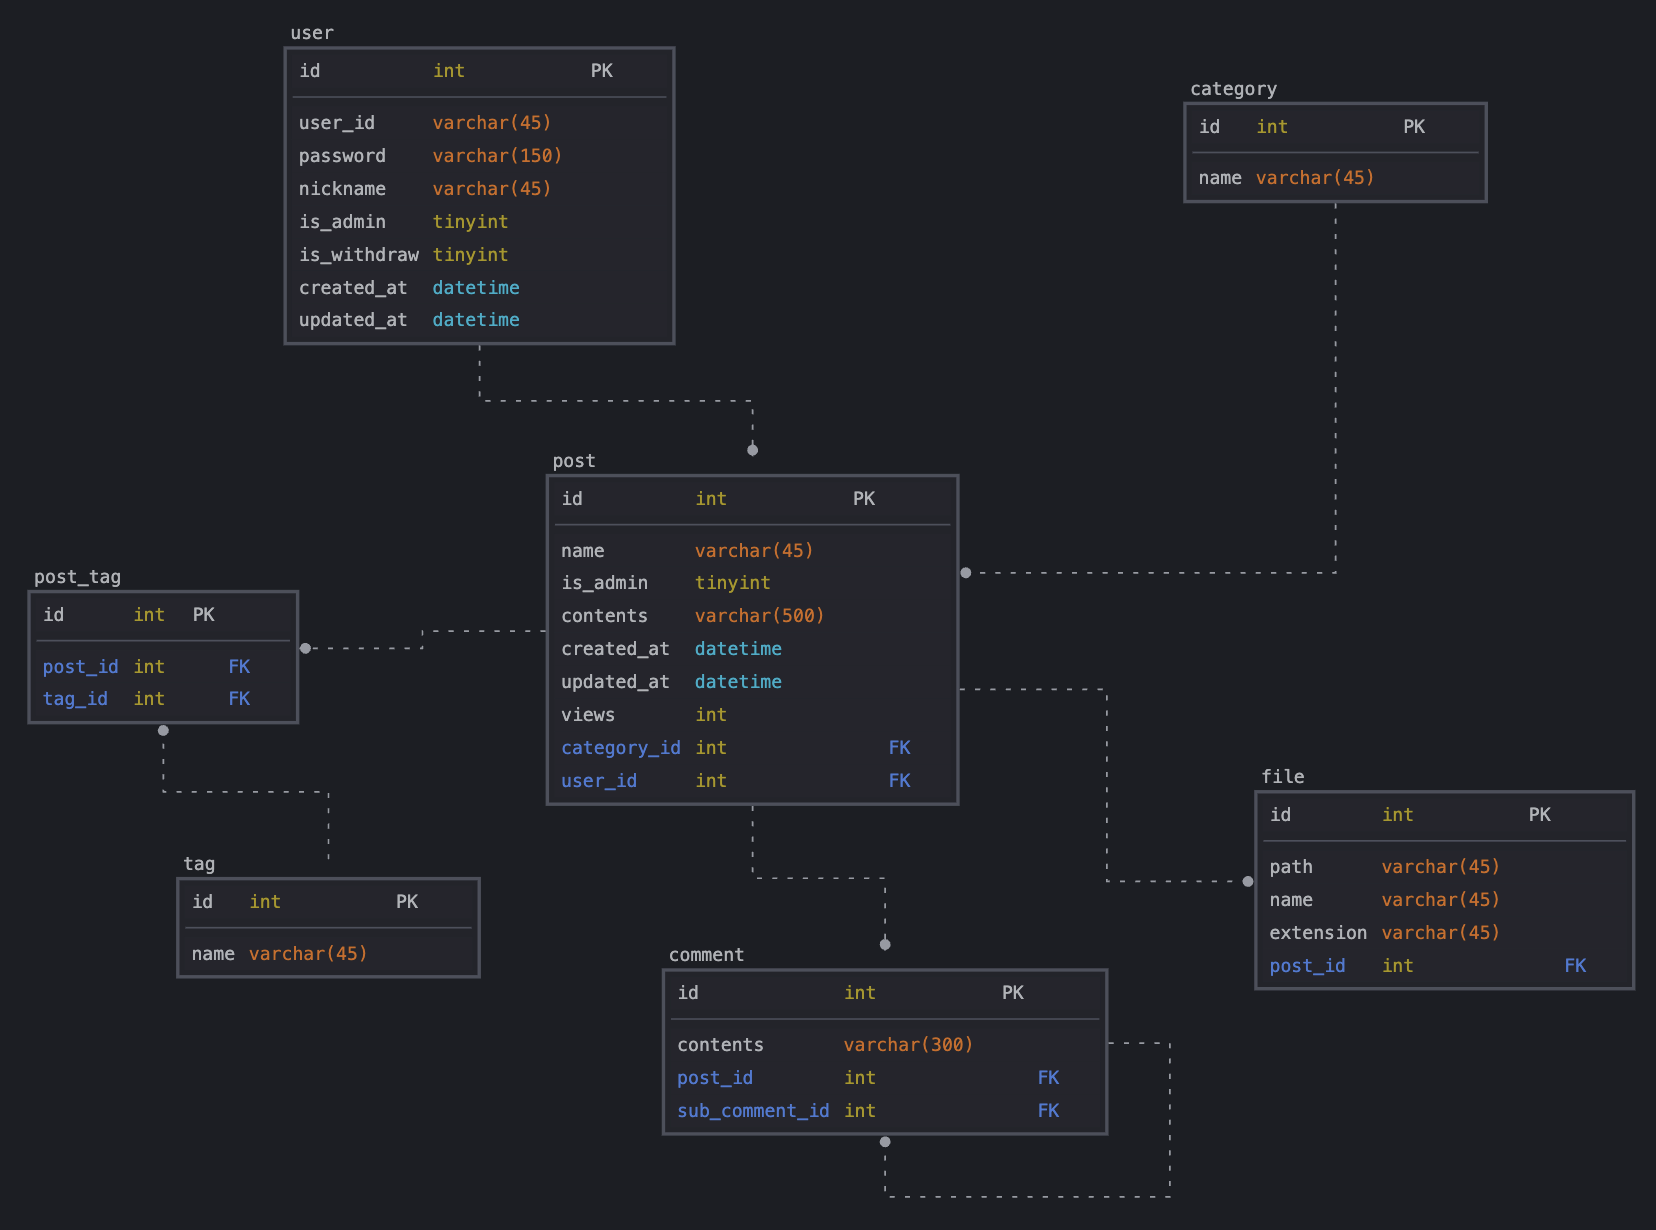 user
id int PK
user_id varchar(45)
password varchar(150)
nickname varchar(45)
is_admin tinyint
is_withdraw tinyint
created_at datetime
updated_at datetime
category
id int PK
name varchar(45)
post
id int PK
name varchar(45)
is_admin tinyint
contents varchar(500)
created_at datetime
updated_at datetime
views int
category_id int FK
user_id int FK
post_tag
id int PK
post_id int FK
tag_id int FK
tag
id int PK
name varchar(45)
file
id int PK
path varchar(45)
name varchar(45)
extension varchar(45)
post_id int FK
comment
id int PK
contents varchar(300)
post_id int FK
sub_comment_id int FK